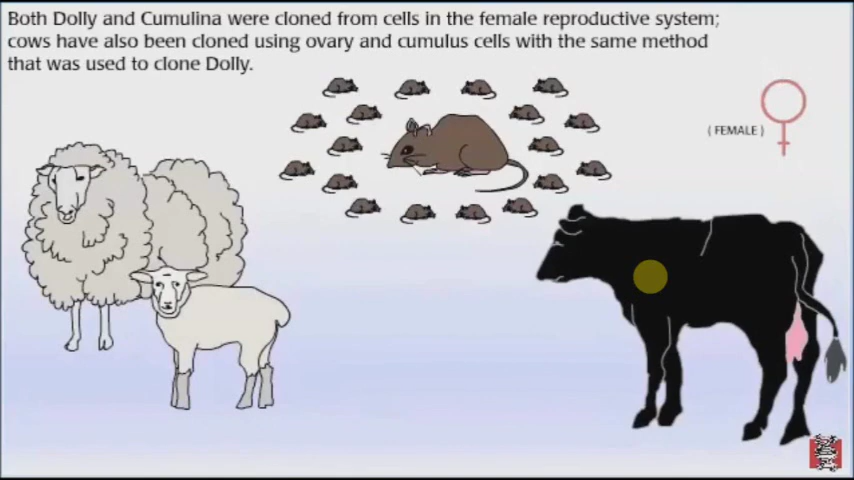 Both Dolly and Cumulina were cloned from cells in the female reproductive system;
cows have also been cloned using ovary and cumulus cells with the same method
that was used to clone Dolly.
( FEMALE )